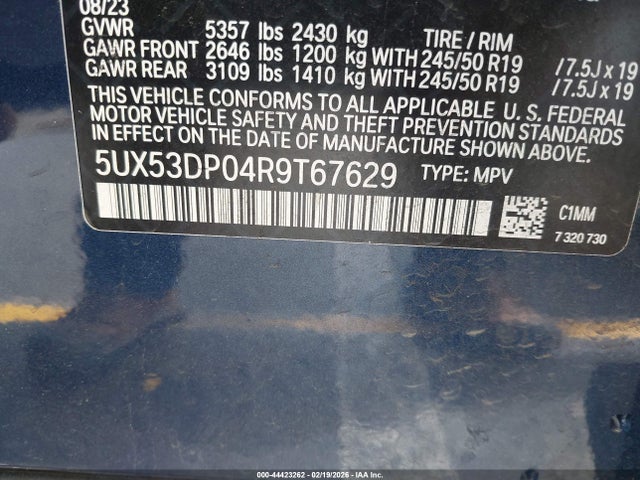 08/23
GVWR 5357 lbs 2430 kg TIRE / RIM
GAWR FRONT 2646 lbs 1200 kg WITH 245/50 R19 / 7.5J x 19
GAWR REAR 3109 lbs 1410 kg WITH 245/50 R19 / 7.5J x 19
THIS VEHICLE CONFORMS TO ALL APPLICABLE U. S. FEDERAL
MOTOR VEHICLE SAFETY AND THEFT PREVENTION STANDARDS
IN EFFECT ON THE DATE OF MANUFACTURE SHOWN ABOVE.
5UX53DP04R9T67629 TYPE: MPV
C1MM
7 320 730
000-44423262 - 02/19/2026 - IAA Inc.